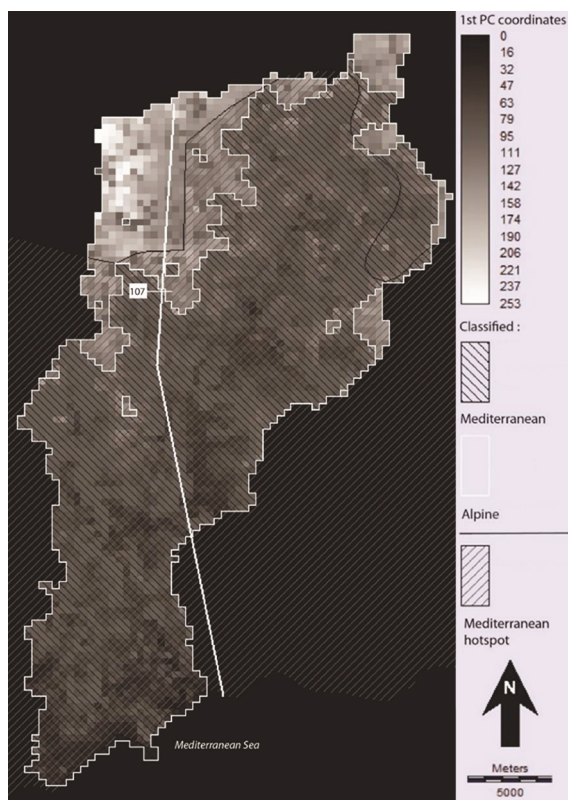 1st PC coordinates
0
16
32
47
63
79
95
111
127
142
158
174
190
206
221
237
253
Classified :
Mediterranean
Alpine
Mediterranean
hotspot
N
Meters
5000
107
Mediterranean Sea